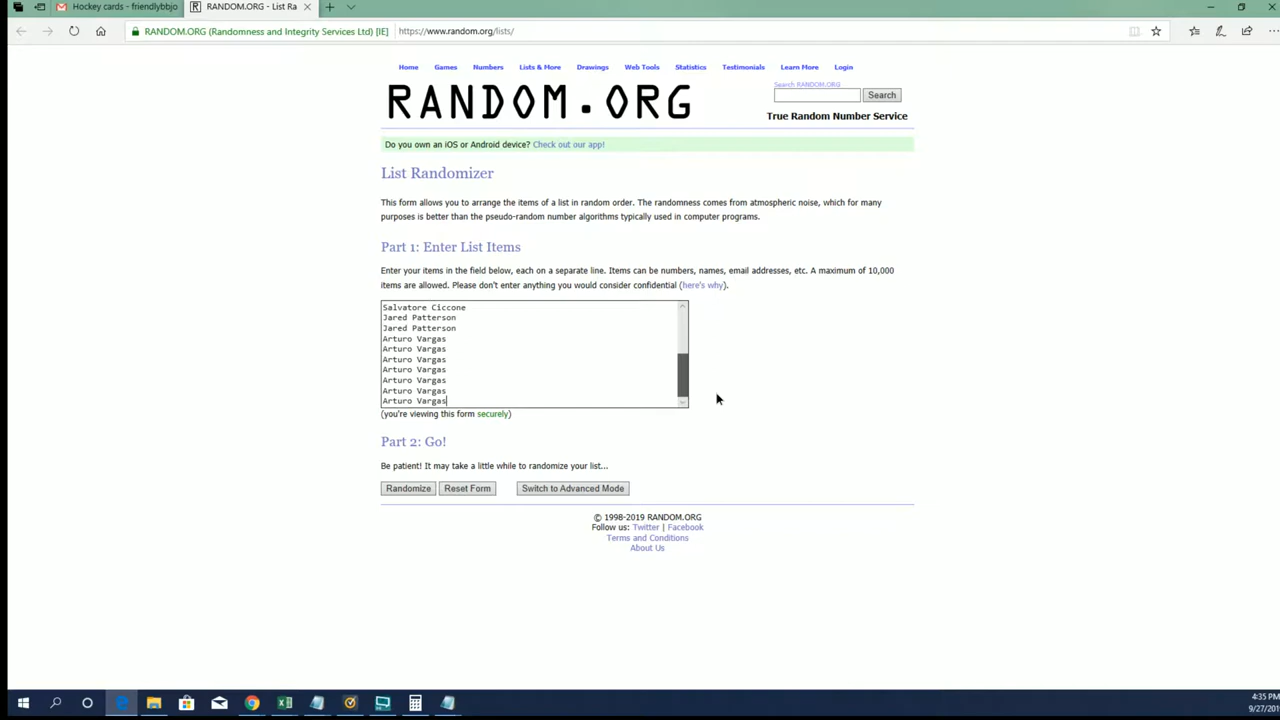 Hockey cards - friendlybbjo
RANDOM.ORG - List Ra
RANDOM.ORG (Randomness and Integrity Services Ltd) [IE]
https://www.random.org/lists/
Home Games Numbers Lists & More Drawings Web Tools Statistics Testimonials Learn More Login
RANDOM.ORG
Search RANDOM.ORG
Search
True Random Number Service
Do you own an iOS or Android device? Check out our app!
List Randomizer
This form allows you to arrange the items of a list in random order. The randomness comes from atmospheric noise, which for many
purposes is better than the pseudo-random number algorithms typically used in computer programs.
Part 1: Enter List Items
Enter your items in the field below, each on a separate line. Items can be numbers, names, email addresses, etc. A maximum of 10,000
items are allowed. Please don't enter anything you would consider confidential (here's why).
Salvatore Ciccone
Jared Patterson
Jared Patterson
Arturo Vargas
Arturo Vargas
Arturo Vargas
Arturo Vargas
Arturo Vargas
Arturo Vargas
Arturo Vargas
(you're viewing this form securely)
Part 2: Go!
Be patient! It may take a little while to randomize your list...
Randomize Reset Form Switch to Advanced Mode
© 1998-2019 RANDOM.ORG
Follow us: Twitter | Facebook
Terms and Conditions
About Us
4:35 PM
9/27/201